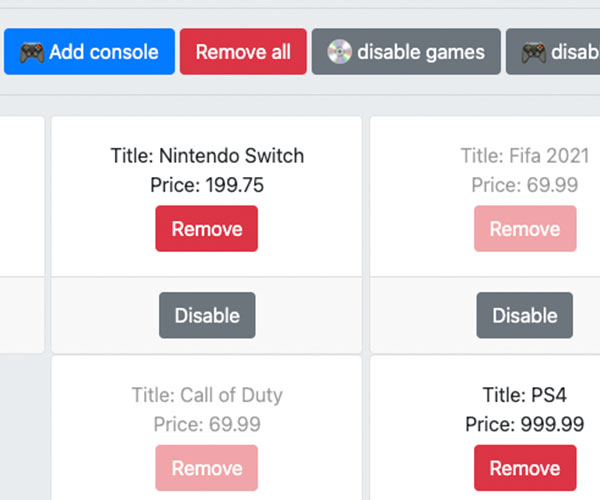 Add console Remove all disable games disab
Title: Nintendo Switch
Price: 199.75
Remove
Disable
Title: Fifa 2021
Price: 69.99
Remove
Disable
Title: Call of Duty
Price: 69.99
Remove
Title: PS4
Price: 999.99
Remove